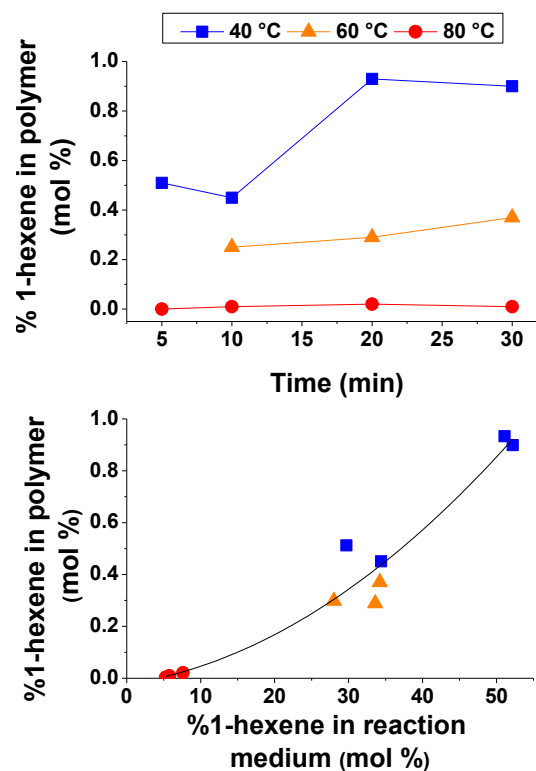 40 °C 60 °C 80 °C
% 1-hexene in polymer
(mol %)
1.0
0.8
0.6
0.4
0.2
0.0
5 10 20 30
Time (min)
%1-hexene in polymer
(mol %)
1.0
0.8
0.6
0.4
0.2
0.0
0 10 20 30 40 50
%1-hexene in reaction
medium (mol %)